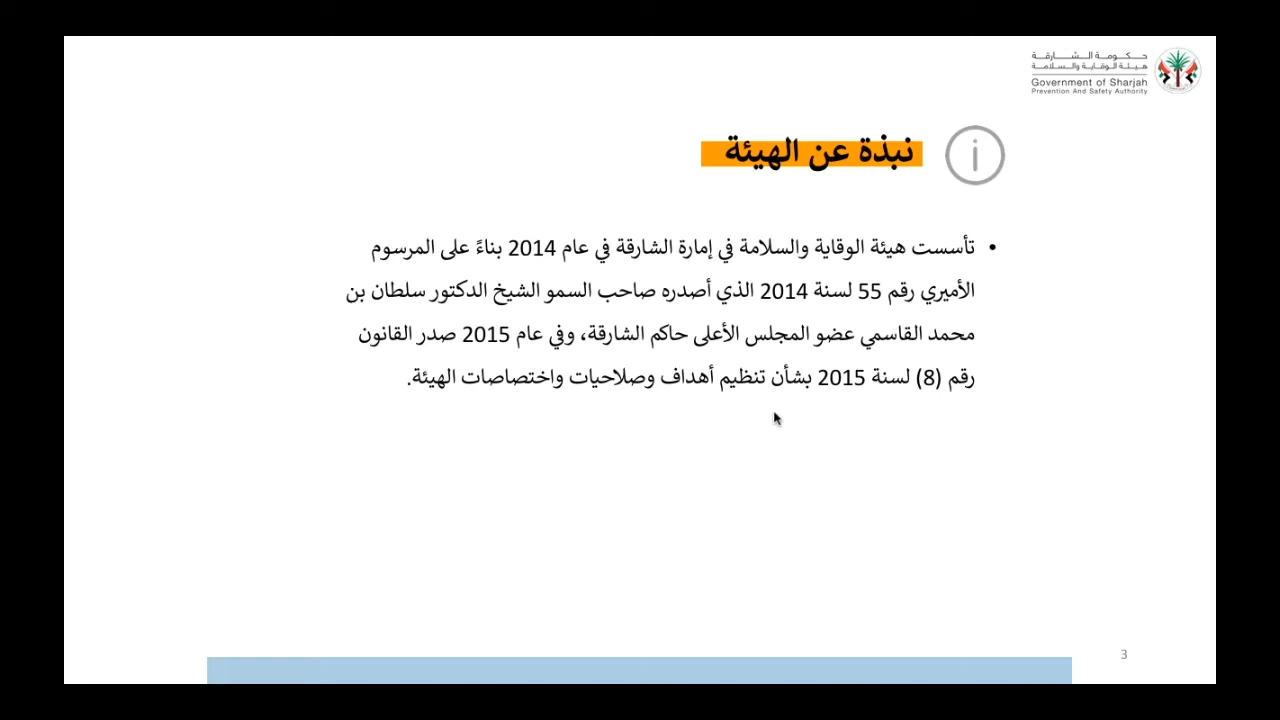 حكومة الشارقة
هيئة الوقاية والسلامة
Government of Sharjah
Prevention And Safety Authority
نبذة عن الهيئة
• تأسست هيئة الوقاية والسلامة في إمارة الشارقة في عام 2014 بناءً على المرسوم
الأميري رقم 55 لسنة 2014 الذي أصدره صاحب السمو الشيخ الدكتور سلطان بن
محمد القاسمي عضو المجلس الأعلى حاكم الشارقة، وفي عام 2015 صدر القانون
رقم (8) لسنة 2015 بشأن تنظيم أهداف وصلاحيات واختصاصات الهيئة.
3